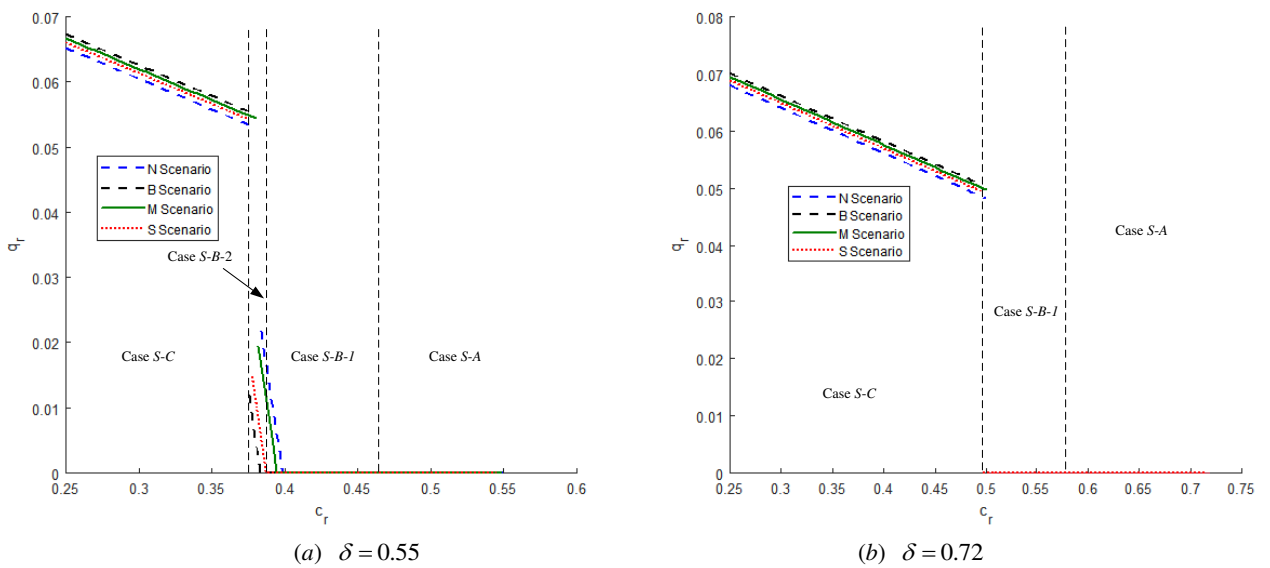 0.07
0.06
0.05
0.04
0.03
0.02
0.01
0
q_r
0.25
0.3
0.35
0.4
0.45
0.5
0.55
0.6
c_r
N Scenario
B Scenario
M Scenario
S Scenario
Case S-B-2
Case S-C
Case S-B-1
Case S-A
(a) δ = 0.55
0.08
0.07
0.06
0.05
0.04
0.03
0.02
0.01
0
q_r
0.25
0.3
0.35
0.4
0.45
0.5
0.55
0.6
0.65
0.7
0.75
c_r
N Scenario
B Scenario
M Scenario
S Scenario
Case S-A
Case S-B-1
Case S-C
(b) δ = 0.72